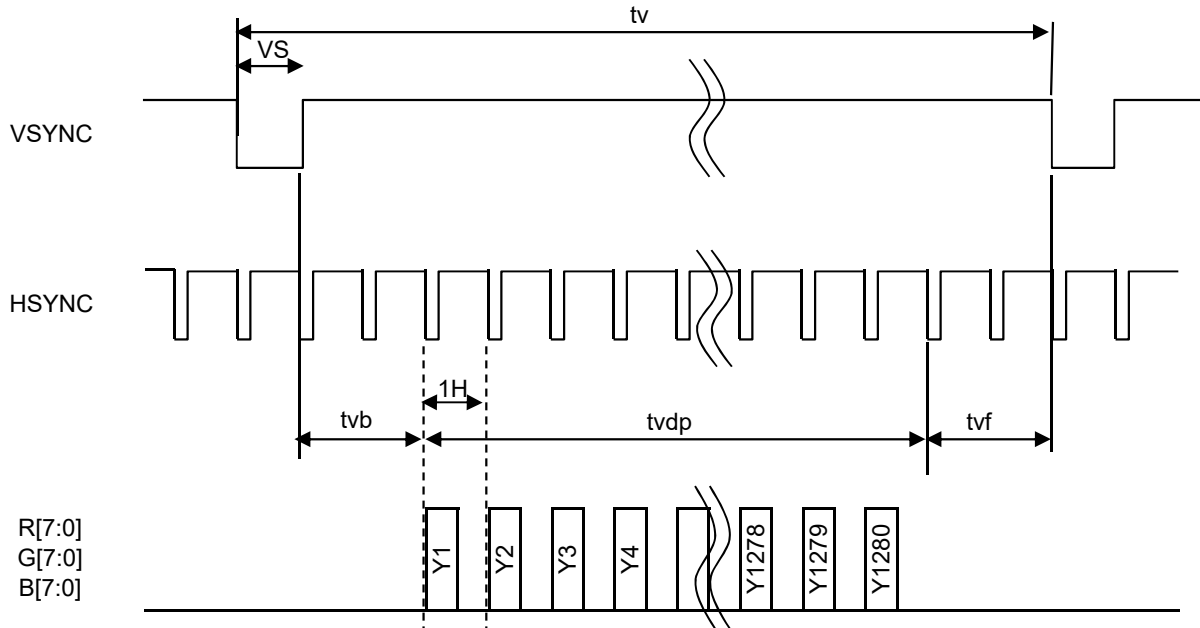 tv
VS
VSYNC
HSYNC
1H
tvb
tvdp
tvf
R[7:0]
G[7:0]
B[7:0]
Y1
Y2
Y3
Y4
Y1278
Y1279
Y1280